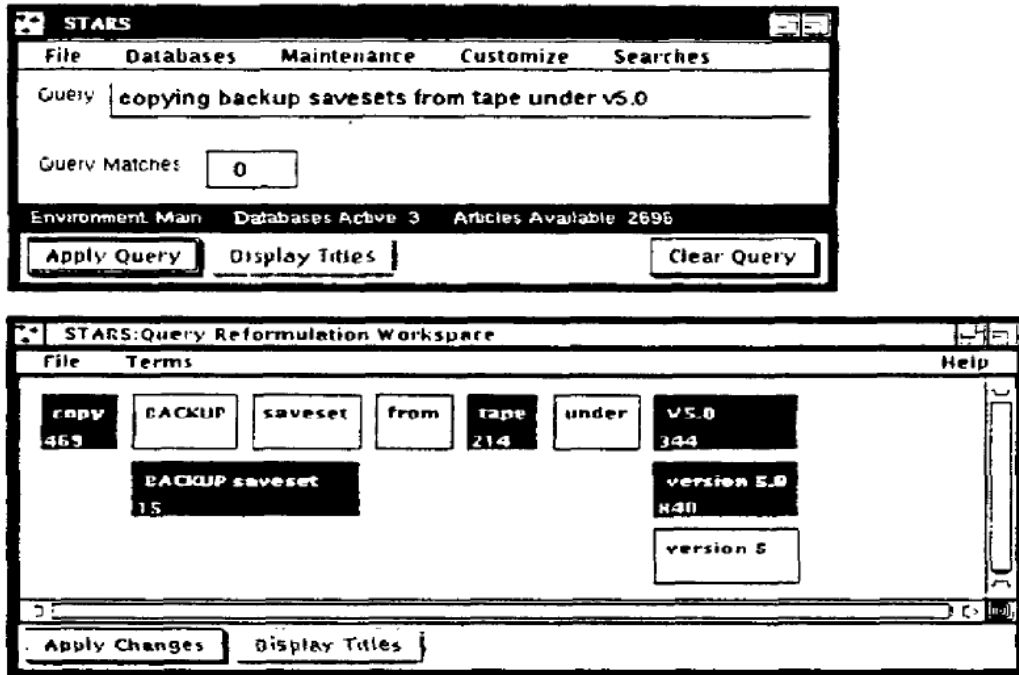 STARS
File Databases Maintenance Customize Searches
Query copying backup savesets from tape under v5.0
Query Matches 0
Environment Main Databases Active 3 Articles Available 2696
Apply Query Display Titles Clear Query
STARS:Query Reformulation Workspace
File Terms Help
copy BACKUP saveset from tape under V5.0
469 214 344
BACKUP saveset version 5.0
15 840
version 5
Apply Changes Display Titles